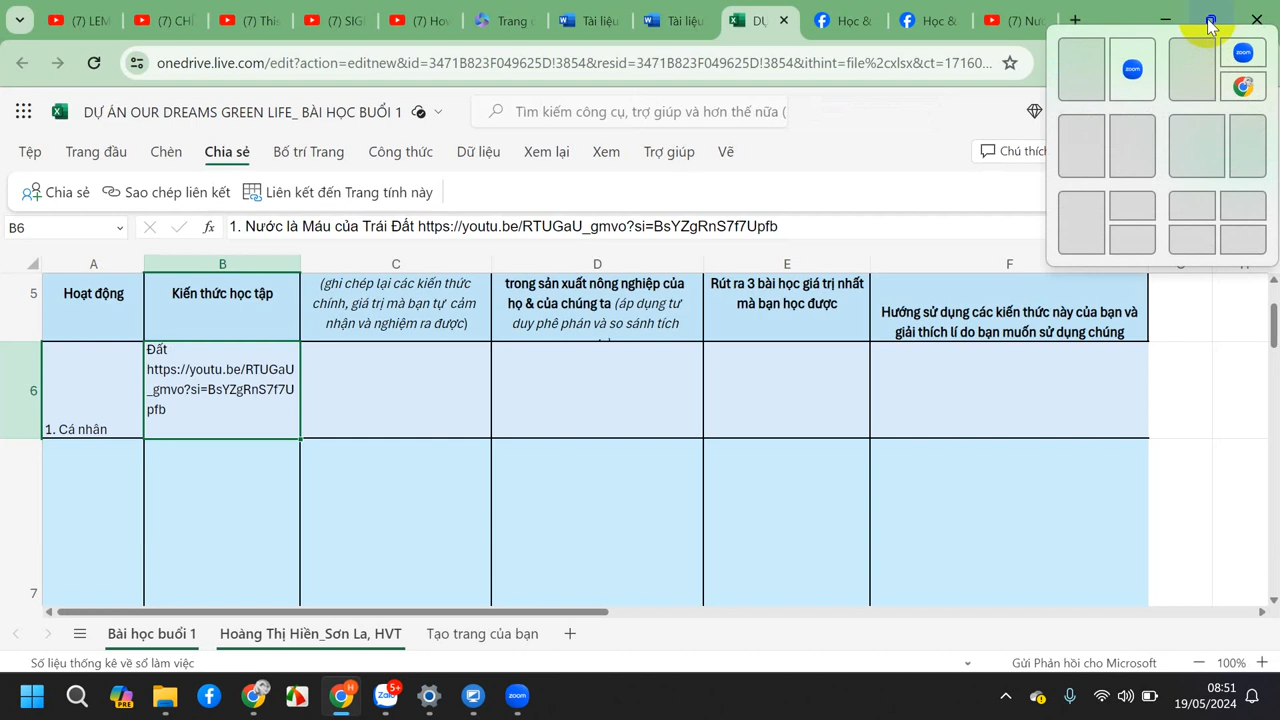 (7) LEM
(7) CHỈ
(7) This
(7) SIG
(7) How
Trang c
Tài liệu
Tài liệu
DỰ
Học &
Học &
(7) Nướ
onedrive.live.com/edit?action=editnew&id=3471B823F049625D!3854&resid=3471B823F049625D!3854&thint=file%2cxlsx&ct=17160...
DỰ ÁN OUR DREAMS GREEN LIFE_ BÀI HỌC BUỔI 1
Tìm kiếm công cụ, trợ giúp và hơn thế nữa (
zoom
zoom
Tệp Trang đầu Chèn Chia sẻ Bố trí Trang Công thức Dữ liệu Xem lại Xem Trợ giúp Vẽ Chú thích
Chia sẻ Sao chép liên kết Liên kết đến Trang tính này
B6 fx 1. Nước là Máu của Trái Đất https://youtu.be/RTUGaU_gmvo?si=BsYZgRnS7f7Upfb
A B C D E F
5
Hoạt động
Kiến thức học tập
(ghi chép lại các kiến thức
chính, giá trị mà bạn tự cảm
nhận và nghiệm ra được)
trong sản xuất nông nghiệp của
họ & của chúng ta (áp dụng tư
duy phê phán và so sánh tích
Rút ra 3 bài học giá trị nhất
mà bạn học được
Hướng sử dụng các kiến thức này của bạn và
giải thích lí do bạn muốn sử dụng chúng
6
1. Cá nhân
Đất
https://youtu.be/RTUGaU
_gmvo?si=BsYZgRnS7f7U
pfb
7
Bài học buổi 1 Hoàng Thị Hiền_Sơn La, HVT Tạo trang của bạn
Số liệu thống kê về sổ làm việc Gửi Phản hồi cho Microsoft 100%
PRE
H
Zalo
5+
zoom
08:51
19/05/2024